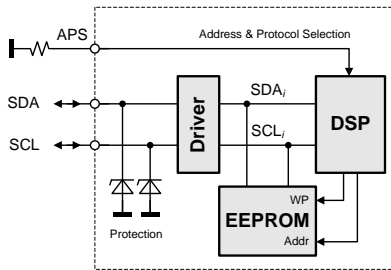 APS
Address & Protocol Selection
SDA
SCL
Driver
SDAi
SCLi
DSP
WP
EEPROM
Addr
Protection